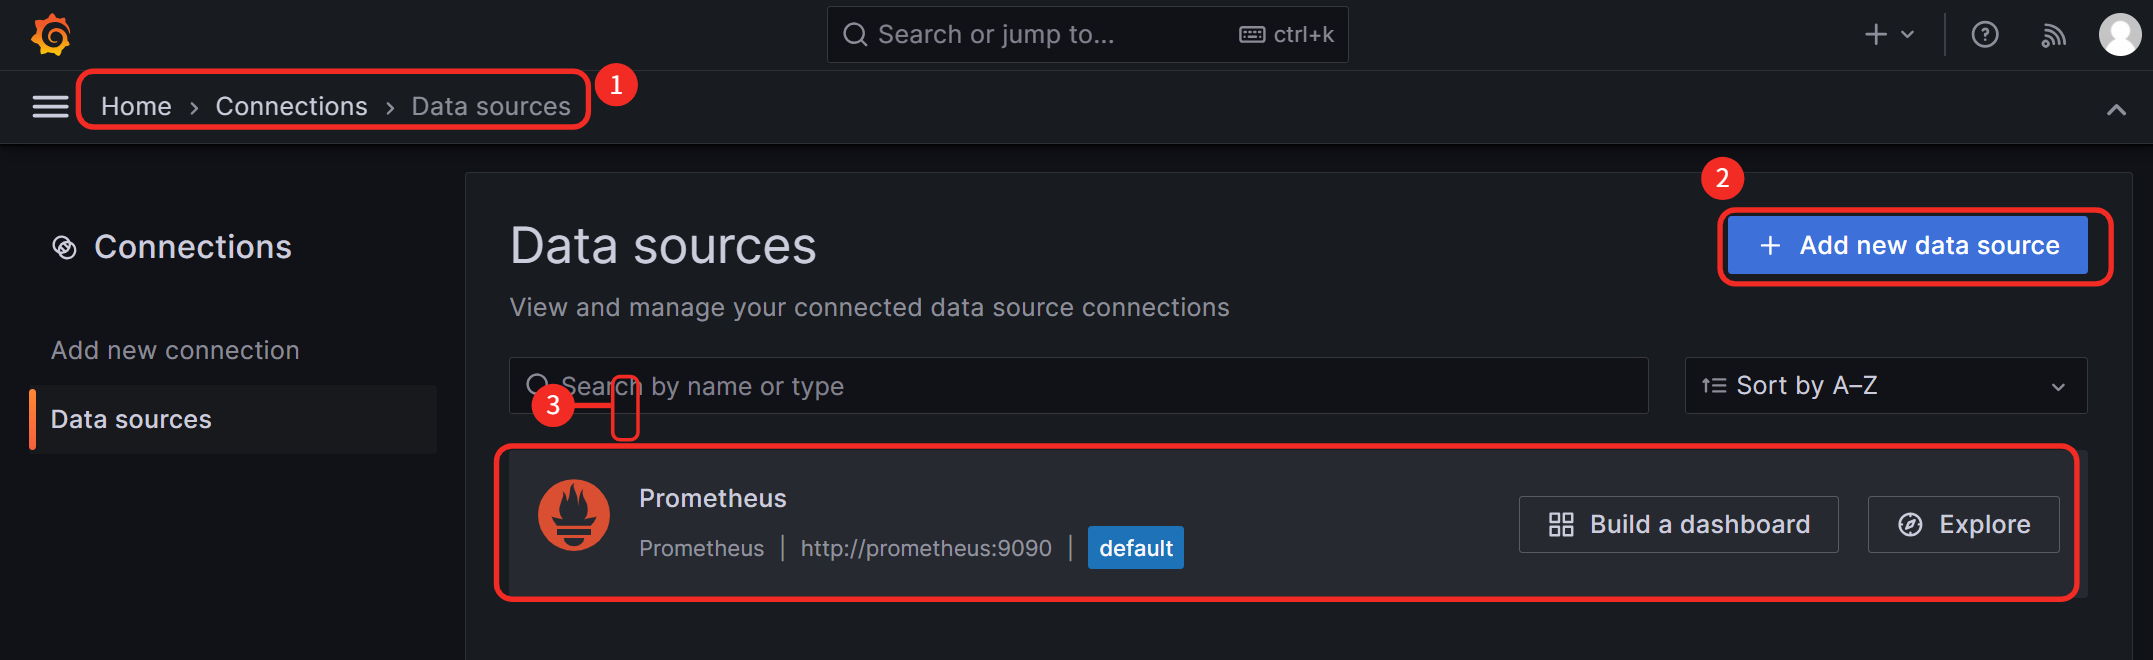 Search or jump to...
ctrl+k
Home › Connections › Data sources
1
2
Connections
Data sources
+ Add new data source
View and manage your connected data source connections
Add new connection
Data sources
Search by name or type
Sort by A–Z
3
Prometheus
Prometheus | http://prometheus:9090 | default
Build a dashboard
Explore